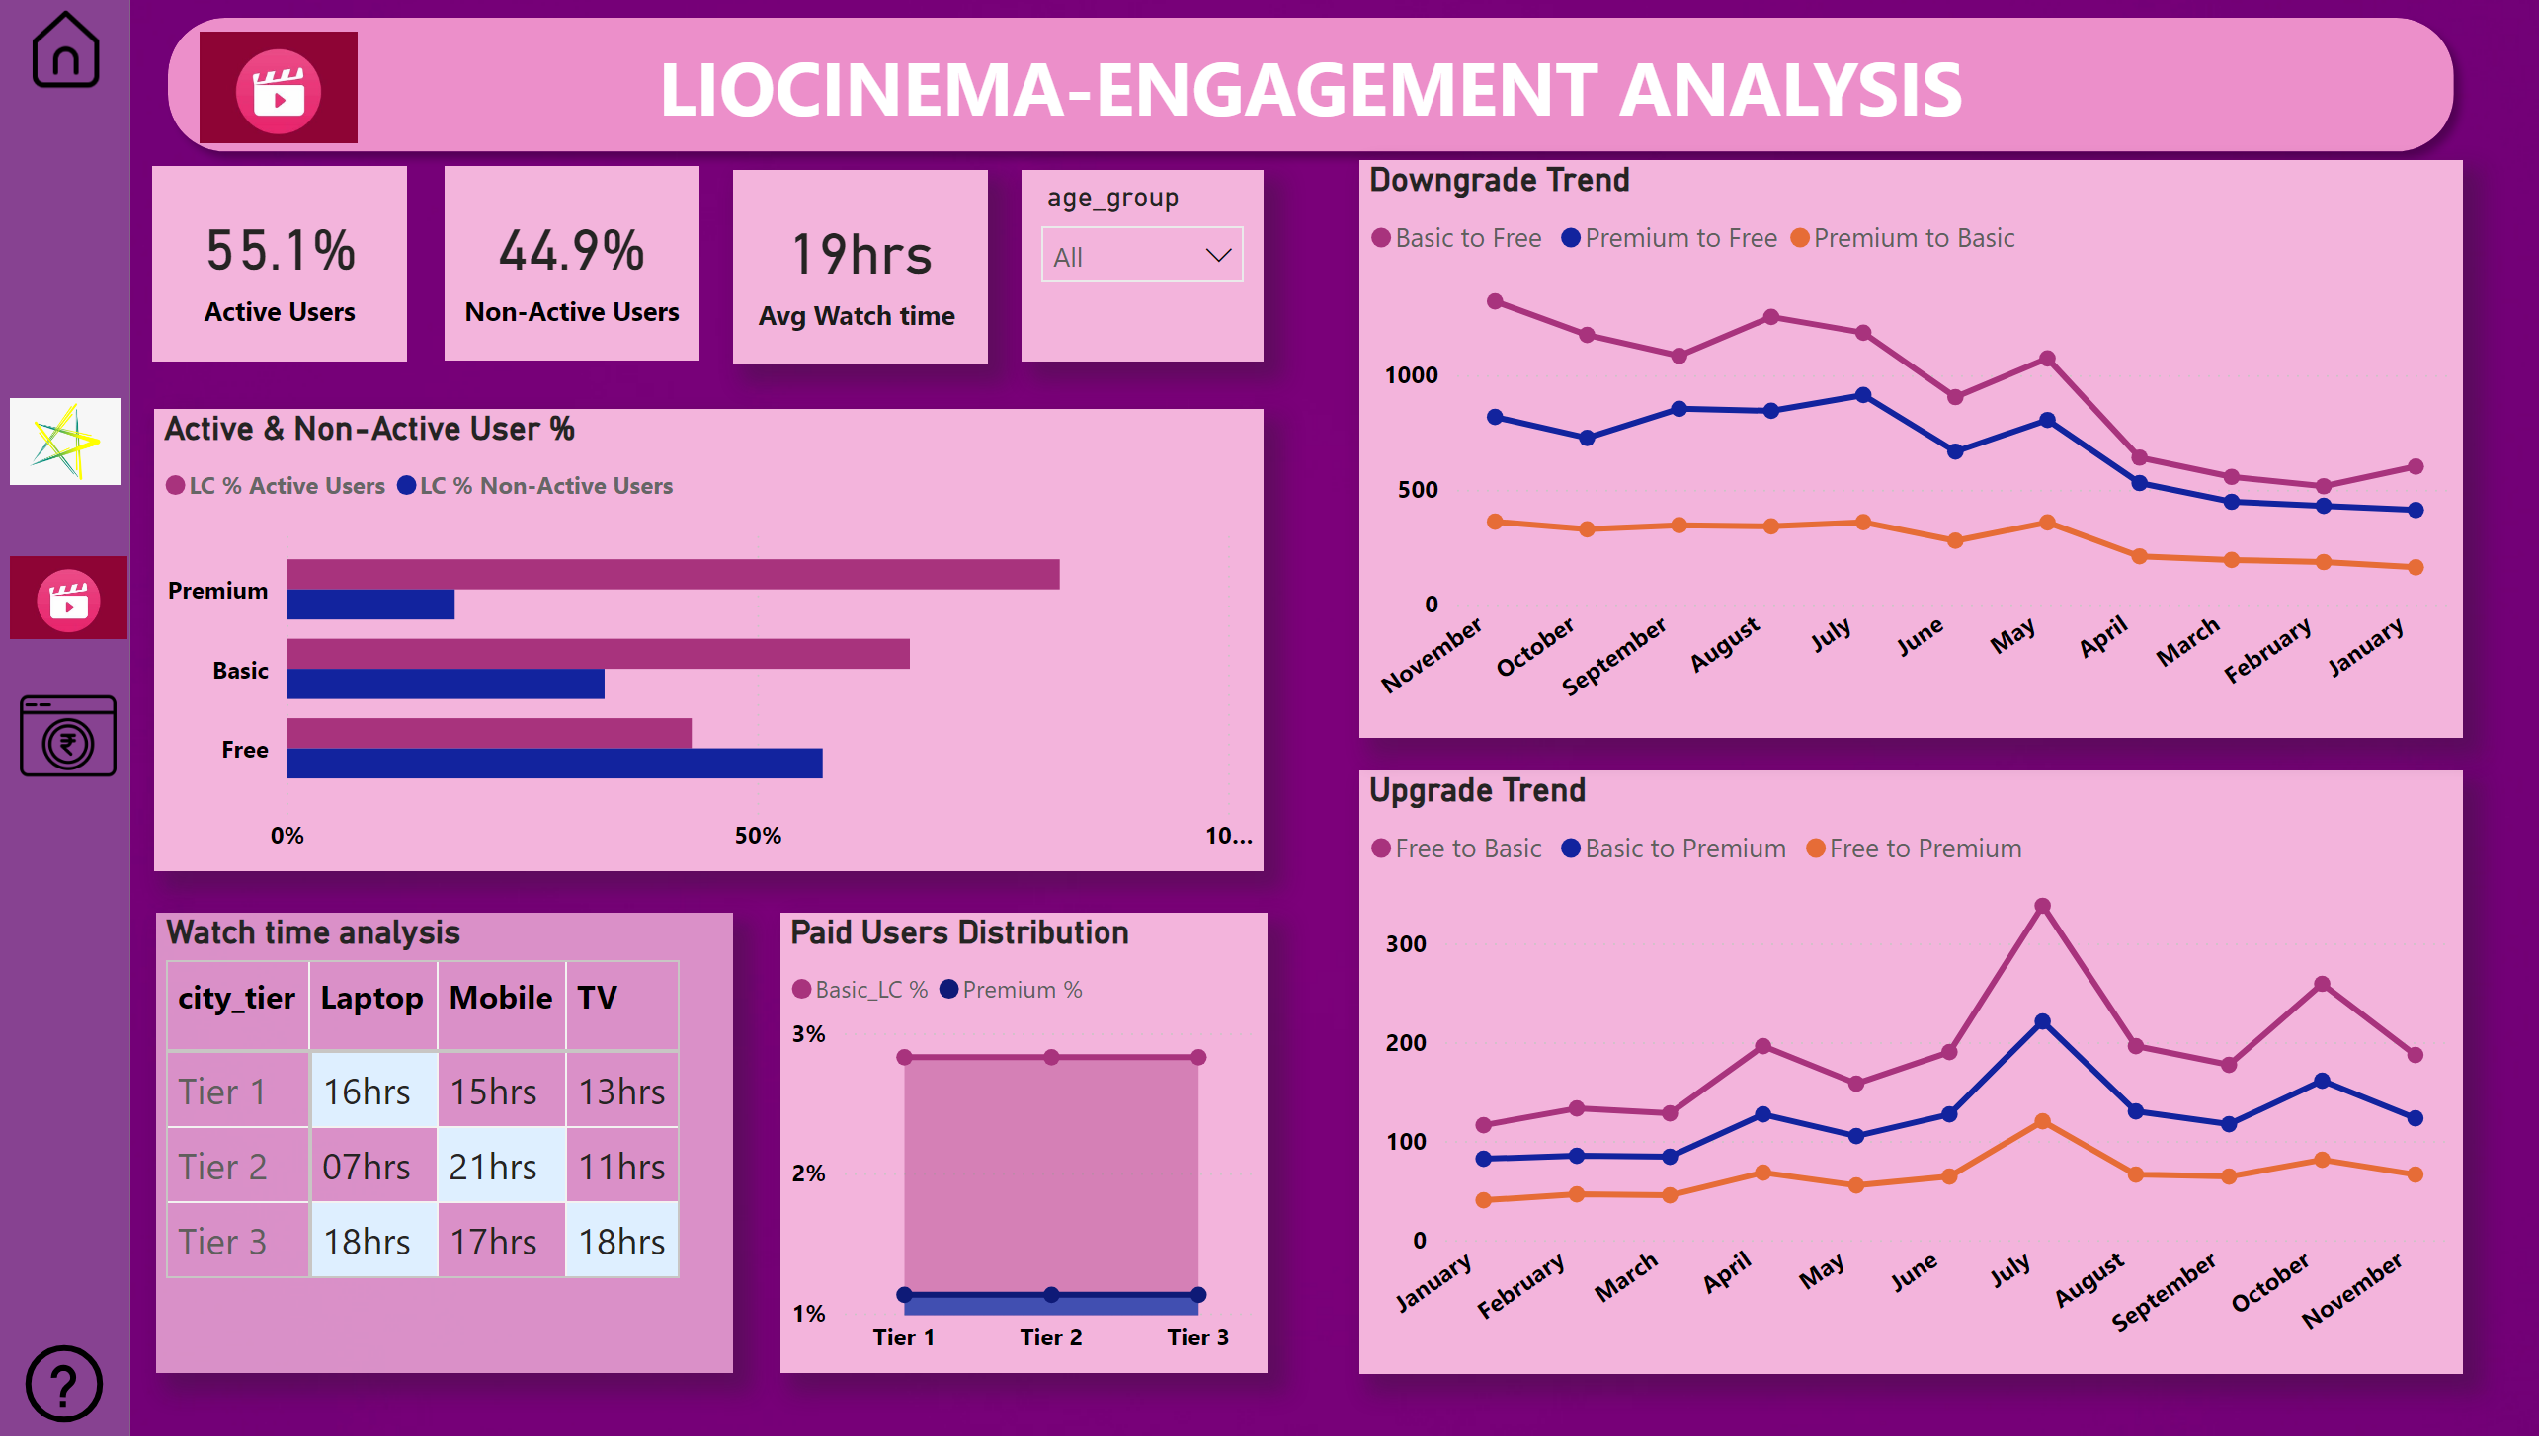 LIOCINEMA-ENGAGEMENT ANALYSIS
55.1%
Active Users
44.9%
Non-Active Users
19hrs
Avg Watch time
age_group
All
Active & Non-Active User %
LC % Active Users LC % Non-Active Users
Premium
Basic
Free
0% 50% 10...
Watch time analysis
city_tier Laptop Mobile TV
Tier 1 16hrs 15hrs 13hrs
Tier 2 07hrs 21hrs 11hrs
Tier 3 18hrs 17hrs 18hrs
Paid Users Distribution
Basic_LC % Premium %
3%
2%
1%
Tier 1 Tier 2 Tier 3
Downgrade Trend
Basic to Free Premium to Free Premium to Basic
1000
500
0
November October September August July June May April March February January
Upgrade Trend
Free to Basic Basic to Premium Free to Premium
300
200
100
0
January February March April May June July August September October November
₹
?